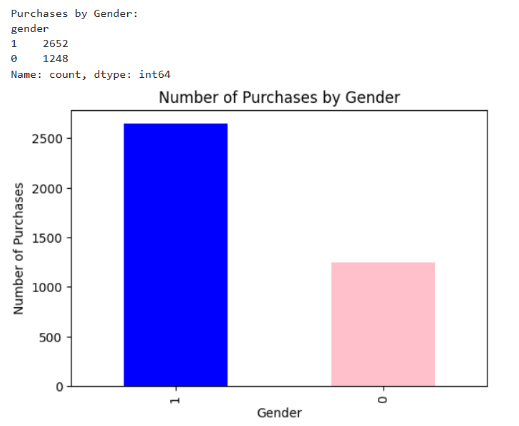 Purchases by Gender:
gender
1    2652
0    1248
Name: count, dtype: int64
Number of Purchases by Gender
Number of Purchases
2500
2000
1500
1000
500
0
1
0
Gender